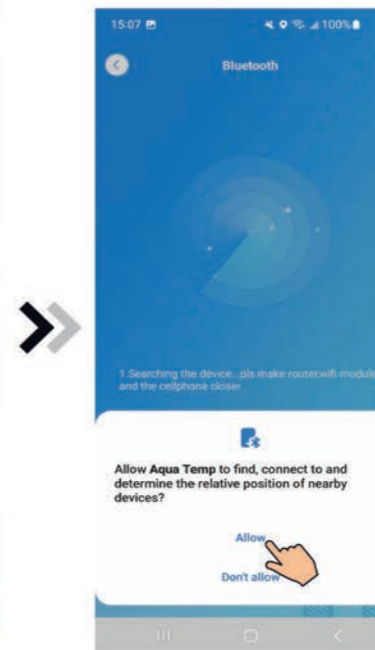 15:07 100%
Bluetooth
1.Searching the device...pls make router,wifi module
and the cellphone closer
Allow Aqua Temp to find, connect to and
determine the relative position of nearby
devices?
Allow
Don't allow